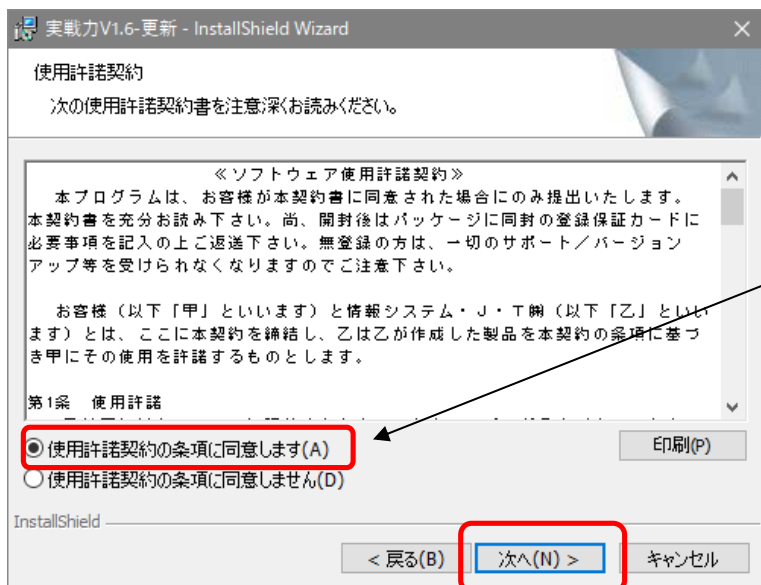 実戦力V1.6-更新 - InstallShield Wizard
使用許諾契約
次の使用許諾契約書を注意深くお読みください。
≪ソフトウェア使用許諾契約≫
本プログラムは、お客様が本契約書に同意された場合にのみ提出いたします。
本契約書を充分お読み下さい。尚、開封後はパッケージに同封の登録保証カードに
必要事項を記入の上ご返送下さい。無登録の方は、一切のサポート／バージョン
アップ等を受けられなくなりますのでご注意下さい。
お客様（以下「甲」といいます）と情報システム・Ｊ・Ｔ㈱（以下「乙」といい
ます）とは、ここに本契約を締結し、乙は乙が作成した製品を本契約の条項に基づ
き甲にその使用を許諾するものとします。
第1条　使用許諾
使用許諾契約の条項に同意します(A)
印刷(P)
使用許諾契約の条項に同意しません(D)
InstallShield
< 戻る(B)
次へ(N) >
キャンセル